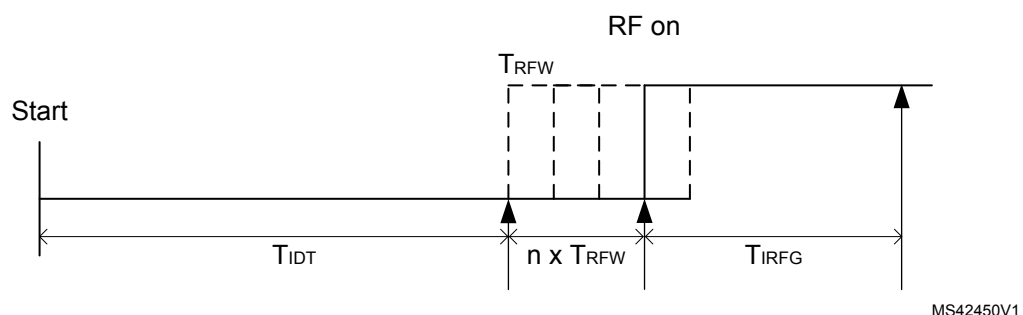 RF on
TRFW
Start
TIDT
n x TRFW
TIRFG
MS42450V1